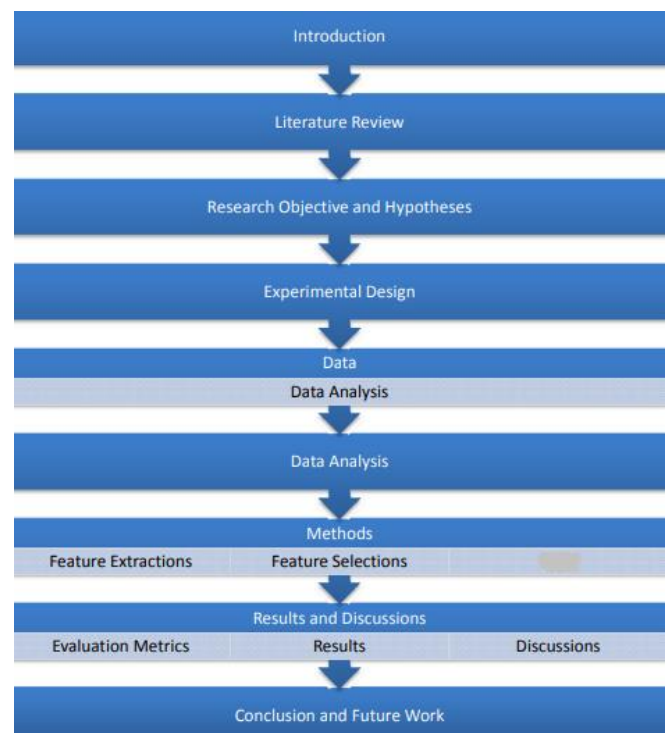 Introduction
Literature Review
Research Objective and Hypotheses
Experimental Design
Data
Data Analysis
Data Analysis
Methods
Feature Extractions Feature Selections
Results and Discussions
Evaluation Metrics Results Discussions
Conclusion and Future Work